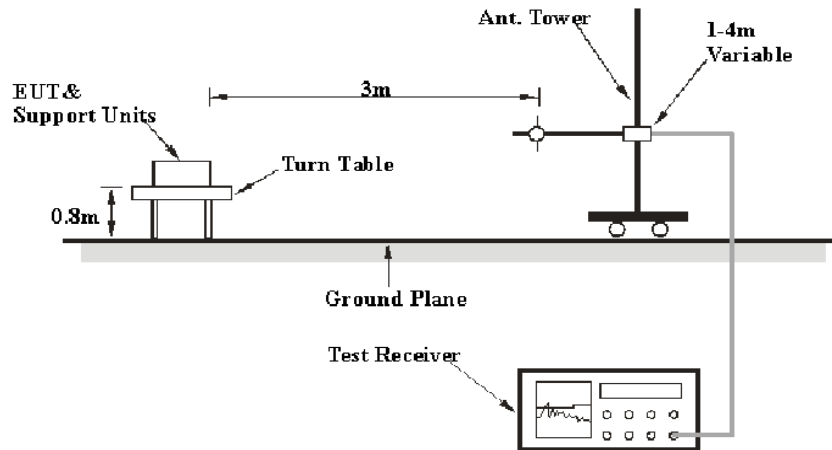 Ant. Tower
1-4m
Variable
3m
EUT&
Support Units
Turn Table
0.8m
Ground Plane
Test Receiver